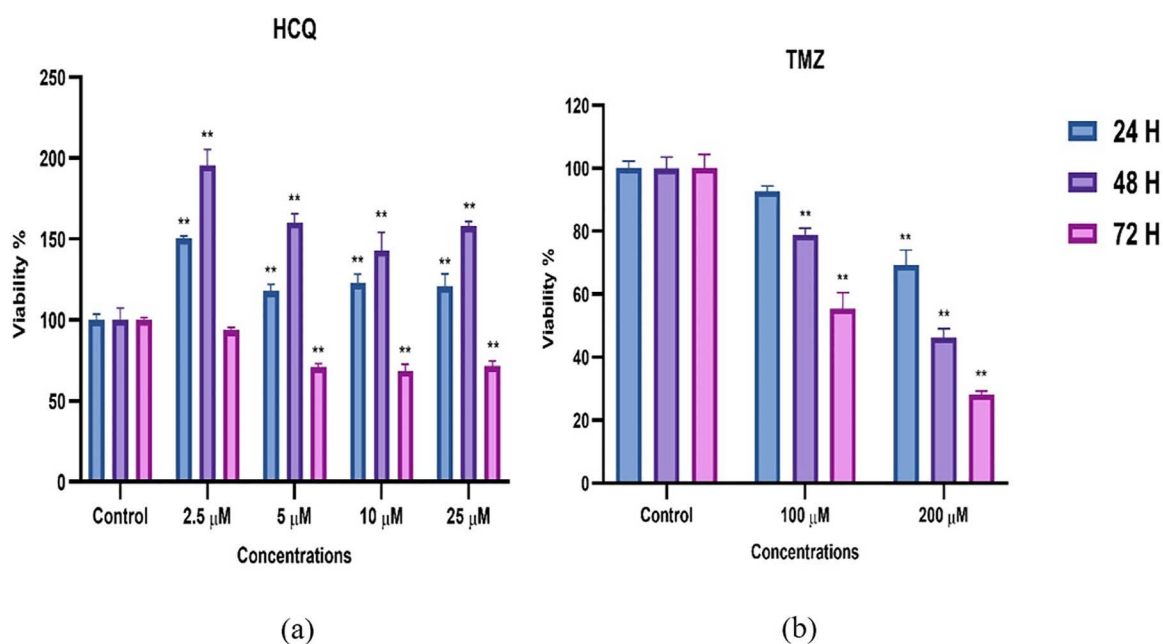 HCQ
250
200
150
100
50
0
Viability %
** ** ** ** ** ** ** ** ** ** **
Control 2.5 μM 5 μM 10 μM 25 μM
Concentrations
(a)
TMZ
120
100
80
60
40
20
0
Viability %
** ** ** ** **
Control 100 μM 200 μM
Concentrations
(b)
24 H
48 H
72 H